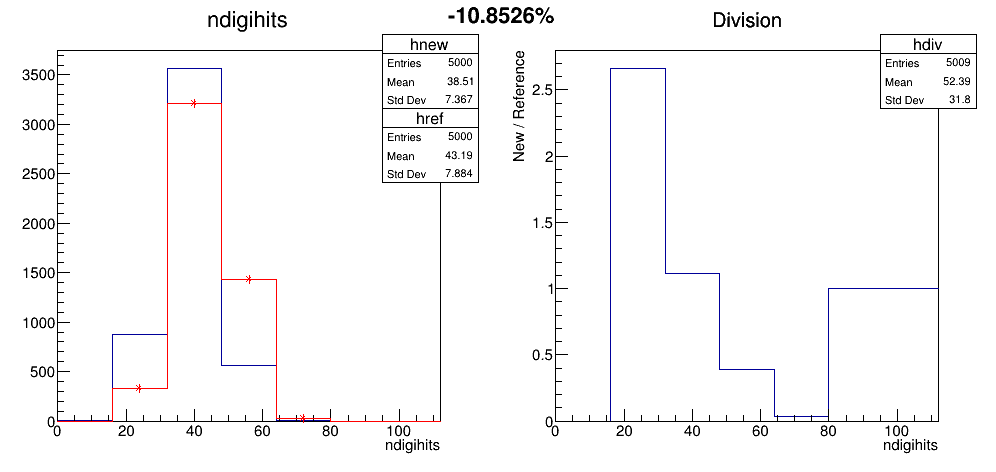 -10.8526%
ndigihits
hnew
Entries 5000
Mean 38.51
Std Dev 7.367
href
Entries 5000
Mean 43.19
Std Dev 7.884
3500
3000
2500
2000
1500
1000
500
0
0 20 40 60 80 100
ndigihits
Division
hdiv
Entries 5009
Mean 52.39
Std Dev 31.8
New / Reference
2.5
2
1.5
1
0.5
0
0 20 40 60 80 100
ndigihits